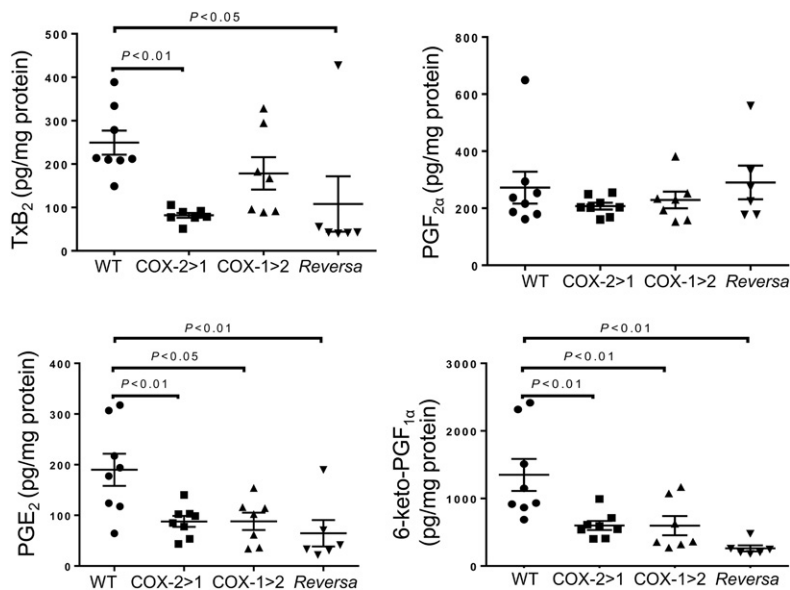 P<0.05
P<0.01
500
400
300
200
100
0
TxB2 (pg/mg protein)
WT COX-2>1 COX-1>2 Reversa
800
600
400
200
0
PGF2α (pg/mg protein)
WT COX-2>1 COX-1>2 Reversa
P<0.01
P<0.05
P<0.01
400
300
200
100
0
PGE2 (pg/mg protein)
WT COX-2>1 COX-1>2 Reversa
P<0.01
P<0.01
P<0.01
3000
2000
1000
0
6-keto-PGF1α
(pg/mg protein)
WT COX-2>1 COX-1>2 Reversa